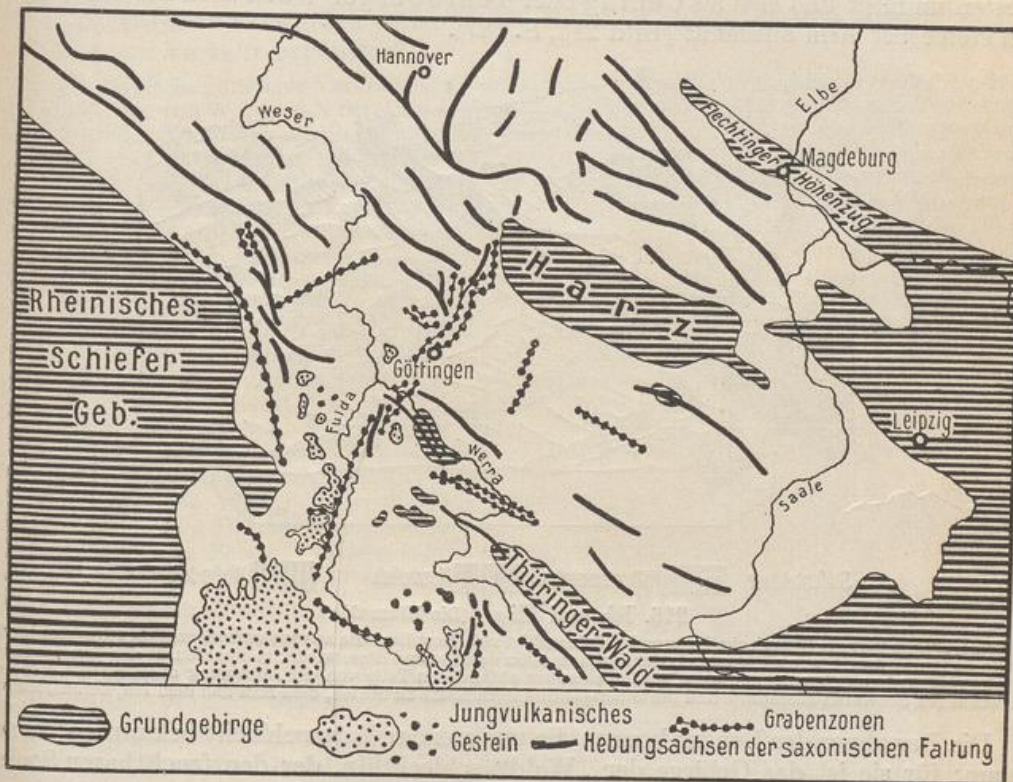 Hannover
Weser
Elbe
Flechtinger
Magdeburg
Höhenzug
Harz
Rheinisches
Schiefer
Geb.
Göttingen
Fulda
Werra
Leipzig
Saale
Thüringer-Wald
Grundgebirge
Jungvulkanisches
Gestein
Grabenzonen
Hebungsachsen der saxonischen Faltung